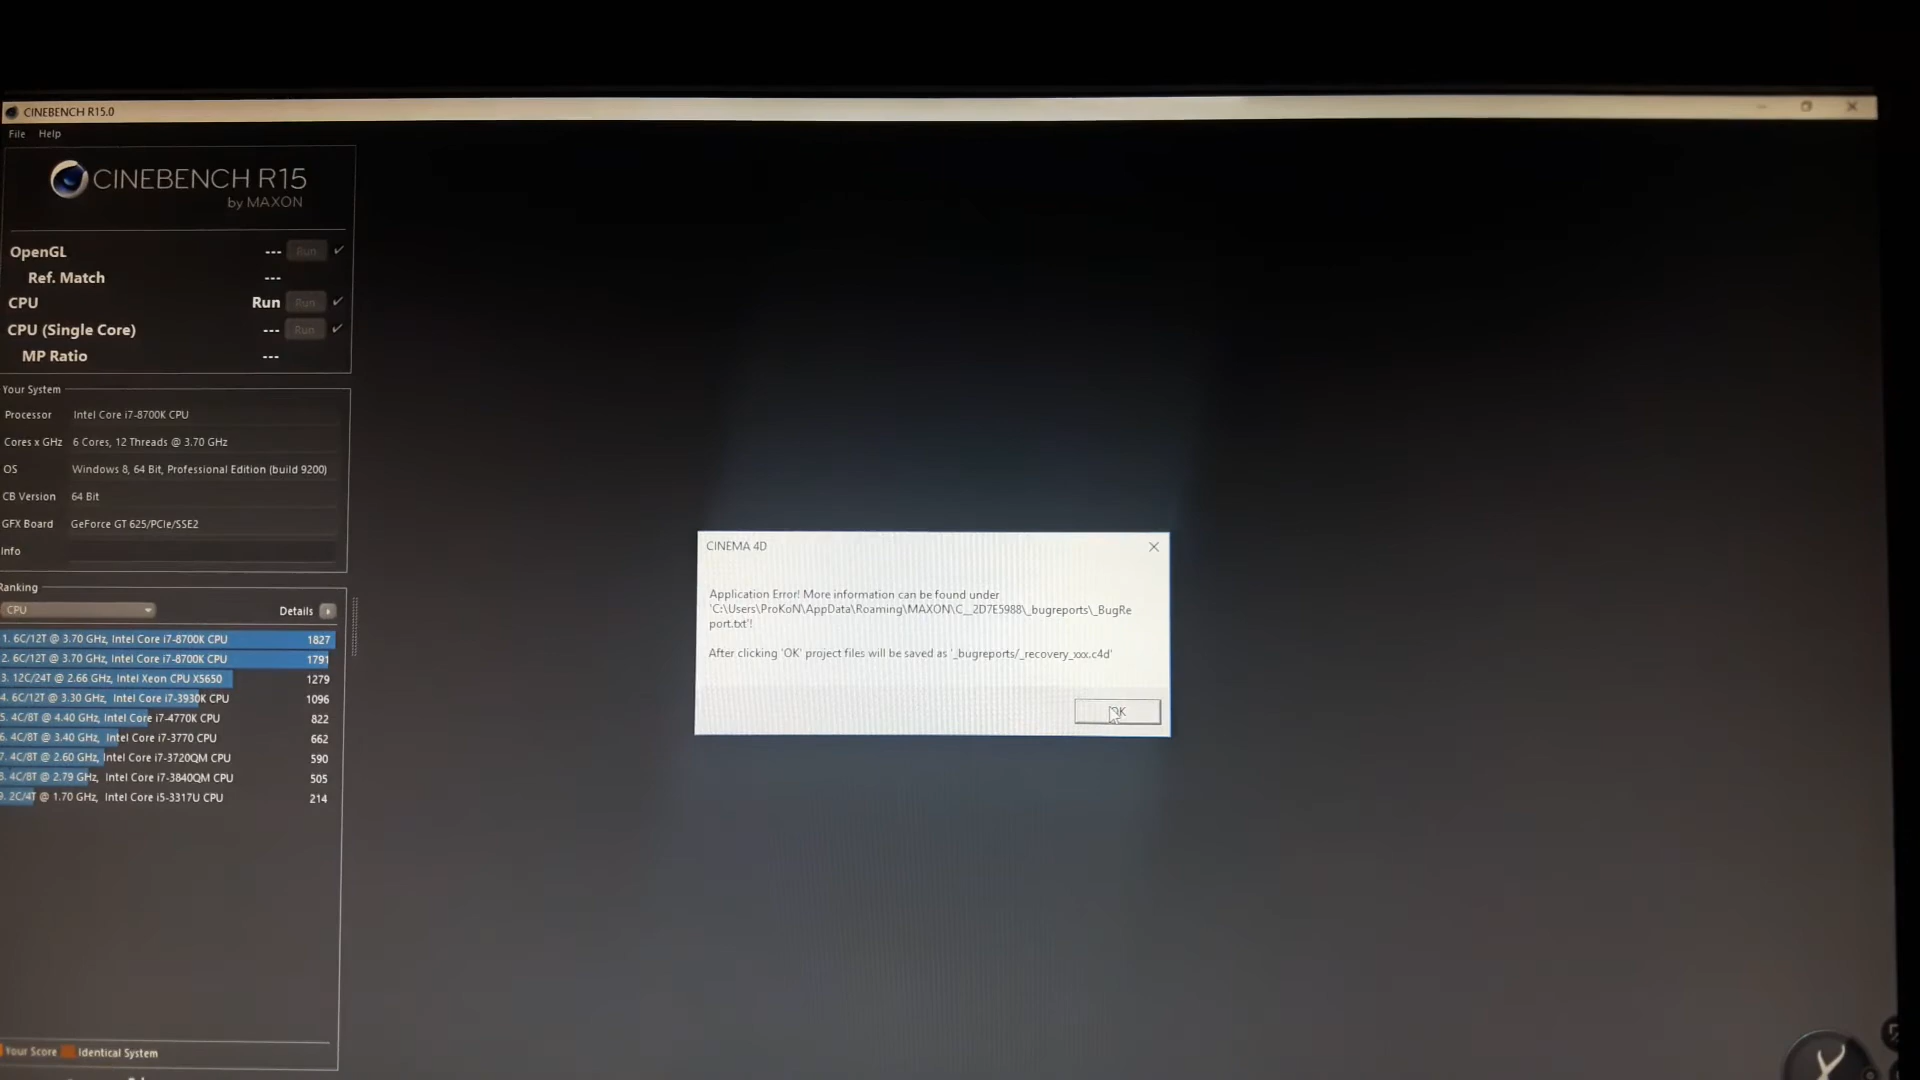 CINEBENCH R15.0
File Help
CINEBENCH R15
by MAXON
OpenGL --- Run
Ref. Match ---
CPU Run Run
CPU (Single Core) --- Run
MP Ratio ---
Your System
Processor Intel Core i7-8700K CPU
Cores x GHz 6 Cores, 12 Threads @ 3.70 GHz
OS Windows 8, 64 Bit, Professional Edition (build 9200)
CB Version 64 Bit
GFX Board GeForce GT 625/PCIe/SSE2
Info
Ranking
CPU Details
1. 6C/12T @ 3.70 GHz, Intel Core i7-8700K CPU 1827
2. 6C/12T @ 3.70 GHz, Intel Core i7-8700K CPU 1791
3. 12C/24T @ 2.66 GHz, Intel Xeon CPU X5650 1279
4. 6C/12T @ 3.30 GHz, Intel Core i7-3930K CPU 1096
5. 4C/8T @ 4.40 GHz, Intel Core i7-4770K CPU 822
6. 4C/8T @ 3.40 GHz, Intel Core i7-3770 CPU 662
7. 4C/8T @ 2.60 GHz, Intel Core i7-3720QM CPU 590
8. 4C/8T @ 2.79 GHz, Intel Core i7-3840QM CPU 505
9. 2C/4T @ 1.70 GHz, Intel Core i5-3317U CPU 214
Your Score Identical System
CINEMA 4D
Application Error! More information can be found under
'C:\Users\ProKoN\AppData\Roaming\MAXON\C__2D7E5988\_bugreports\_BugRe
port.txt'!
After clicking 'OK' project files will be saved as '_bugreports/_recovery_xxx.c4d'
OK